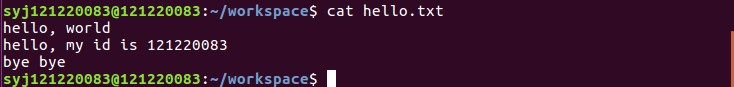 syj121220083@121220083:~/workspace$ cat hello.txt
hello, world
hello, my id is 121220083
bye bye
syj121220083@121220083:~/workspace$